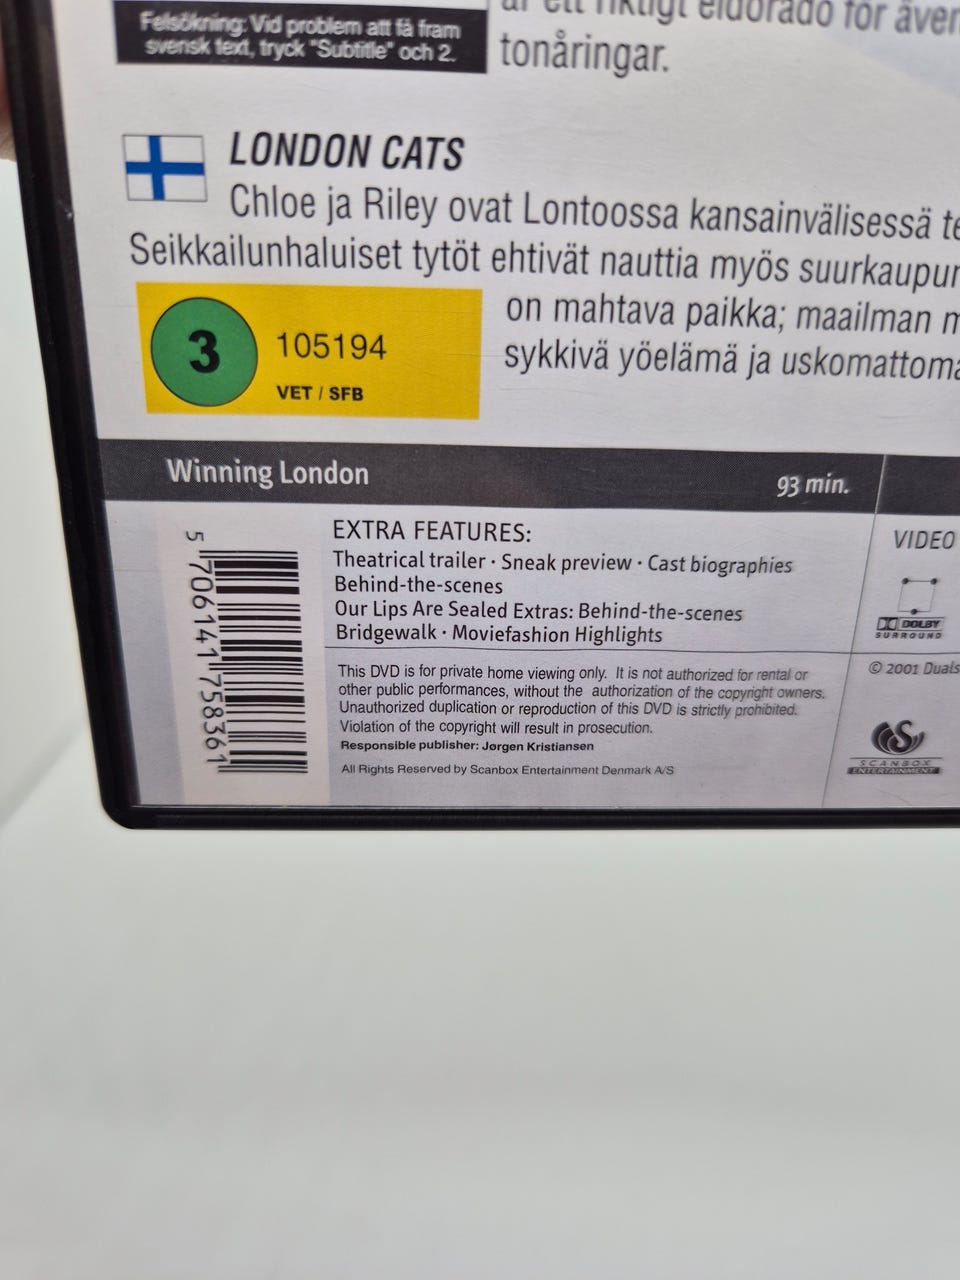 Felsökning: Vid problem att få fram
svensk text, tryck "Subtitle" och 2.
är ett riktigt eldorado för
tonåringar.
LONDON CATS
Chloe ja Riley ovat Lontoossa kansainvälisessä
Seikkailunhaluiset tytöt ehtivät nauttia myös
on mahtava paikka; maailman
sykkivä yöelämä ja
3
105194
VET / SFB
Winning London
93 min.
5 706141 758361
EXTRA FEATURES:
Theatrical trailer · Sneak preview · Cast biographies
Behind-the-scenes
Our Lips Are Sealed Extras: Behind-the-scenes
Bridgewalk · Moviefashion Highlights
This DVD is for private home viewing only. It is not authorized for rental or
other public performances, without the authorization of the copyright owners.
Unauthorized duplication or reproduction of this DVD is strictly prohibited.
Violation of the copyright will result in prosecution.
Responsible publisher: Jørgen Kristiansen
All Rights Reserved by Scanbox Entertainment Denmark A/S
VIDEO
DOLBY
SURROUND
© 2001
SCANBOX
ENTERTAINMENT